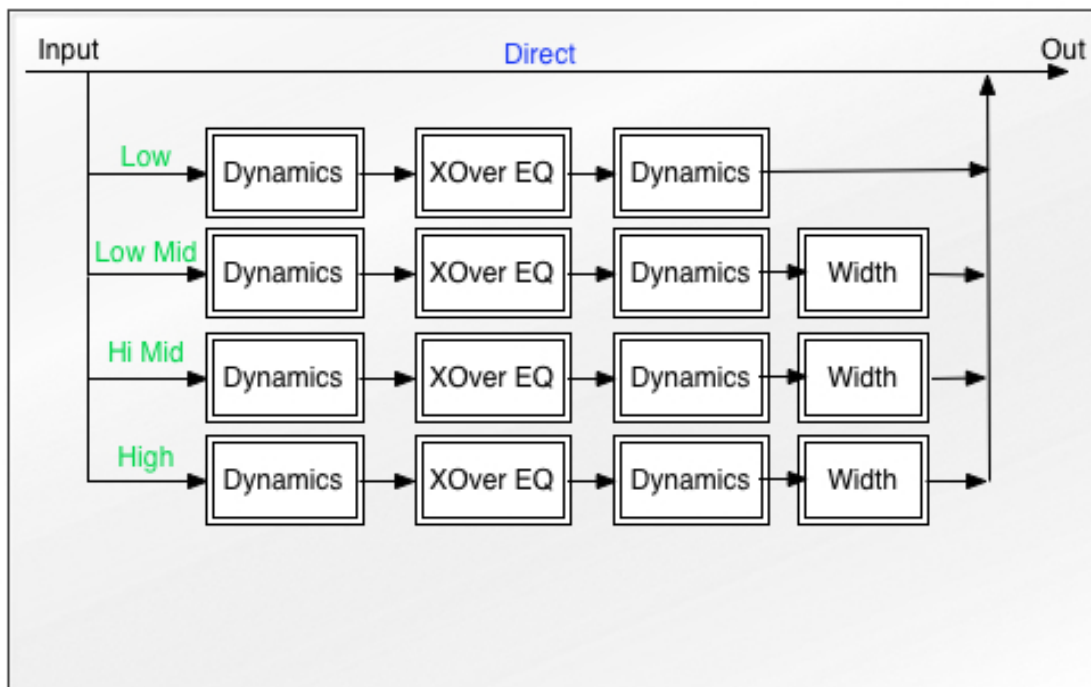 Input Direct Out
Low
Dynamics XOver EQ Dynamics
Low Mid
Dynamics XOver EQ Dynamics Width
Hi Mid
Dynamics XOver EQ Dynamics Width
High
Dynamics XOver EQ Dynamics Width